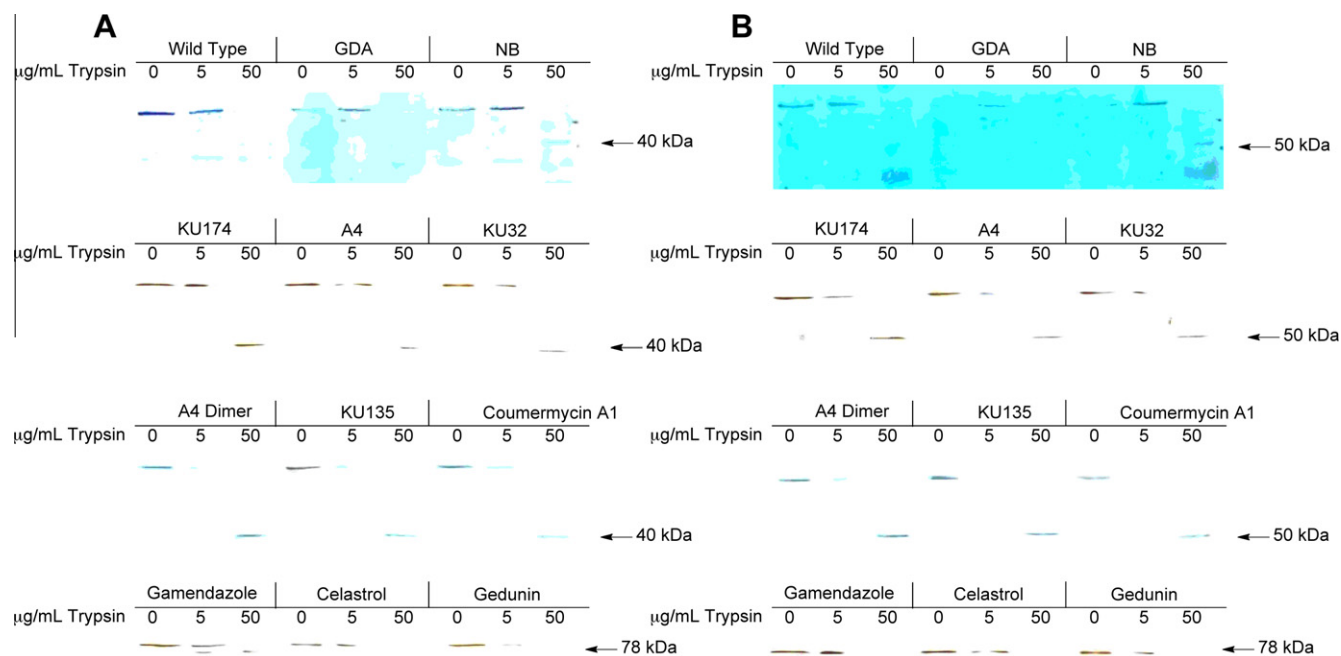 A
Wild Type GDA NB
μg/mL Trypsin 0 5 50 0 5 50 0 5 50
40 kDa
KU174 A4 KU32
μg/mL Trypsin 0 5 50 0 5 50 0 5 50
40 kDa
A4 Dimer KU135 Coumermycin A1
μg/mL Trypsin 0 5 50 0 5 50 0 5 50
40 kDa
Gamendazole Celastrol Gedunin
μg/mL Trypsin 0 5 50 0 5 50 0 5 50
78 kDa
B
Wild Type GDA NB
μg/mL Trypsin 0 5 50 0 5 50 0 5 50
50 kDa
KU174 A4 KU32
μg/mL Trypsin 0 5 50 0 5 50 0 5 50
50 kDa
A4 Dimer KU135 Coumermycin A1
μg/mL Trypsin 0 5 50 0 5 50 0 5 50
50 kDa
Gamendazole Celastrol Gedunin
μg/mL Trypsin 0 5 50 0 5 50 0 5 50
78 kDa